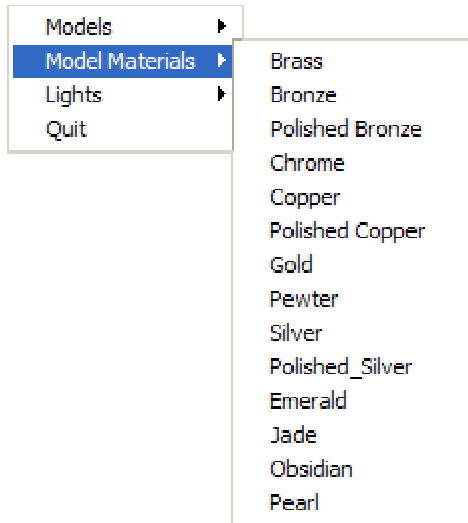 Models
Model Materials
Lights
Quit
Brass
Bronze
Polished Bronze
Chrome
Copper
Polished Copper
Gold
Pewter
Silver
Polished_Silver
Emerald
Jade
Obsidian
Pearl